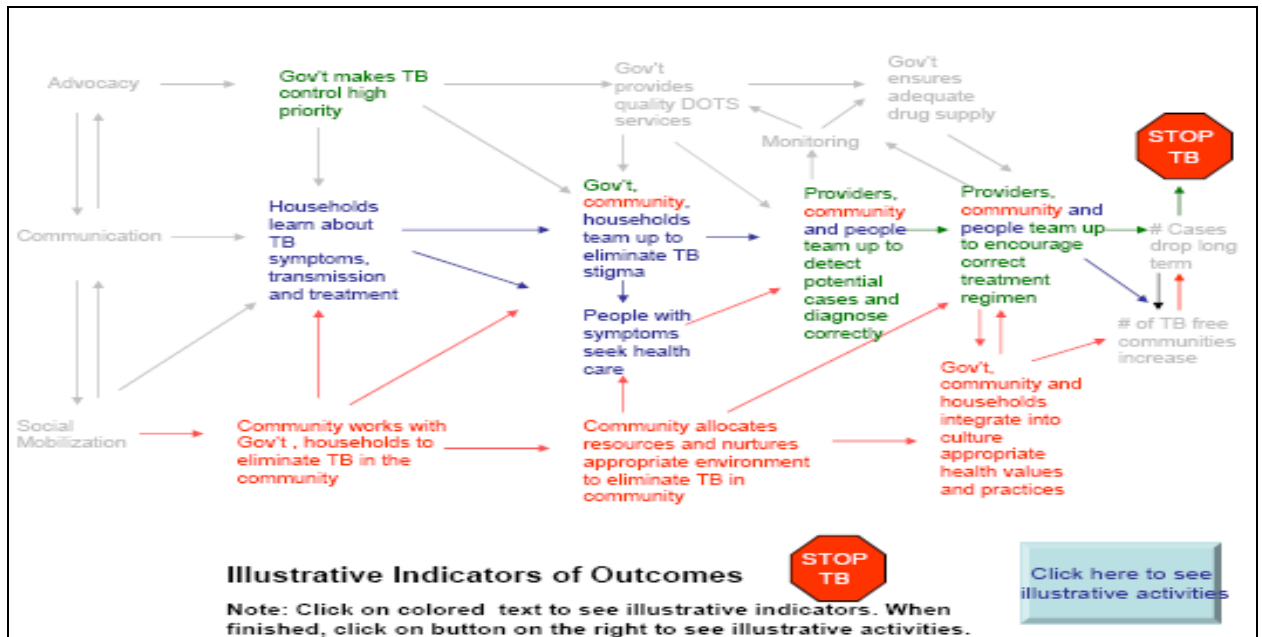 Advocacy
Gov't makes TB
control high
priority
Gov't
provides
quality DOTS
services
Gov't
ensures
adequate
drug supply
Monitoring
STOP
TB
Communication
Households
learn about
TB
symptoms,
transmission
and treatment
Gov't,
community,
households
team up to
eliminate TB
stigma
People with
symptoms
seek health
care
Providers,
community
and people
team up to
detect
potential
cases and
diagnose
correctly
Providers,
community and
people team up
to encourage
correct
treatment
regimen
# Cases
drop long
term
# of TB free
communities
increase
Social
Mobilization
Community works with
Gov't , households to
eliminate TB in the
community
Community allocates
resources and nurtures
appropriate environment
to eliminate TB in
community
Gov't,
community and
households
integrate into
culture
appropriate
health values
and practices
Illustrative Indicators of Outcomes
STOP
TB
Click here to see
illustrative activities
Note: Click on colored text to see illustrative indicators. When
finished, click on button on the right to see illustrative activities.